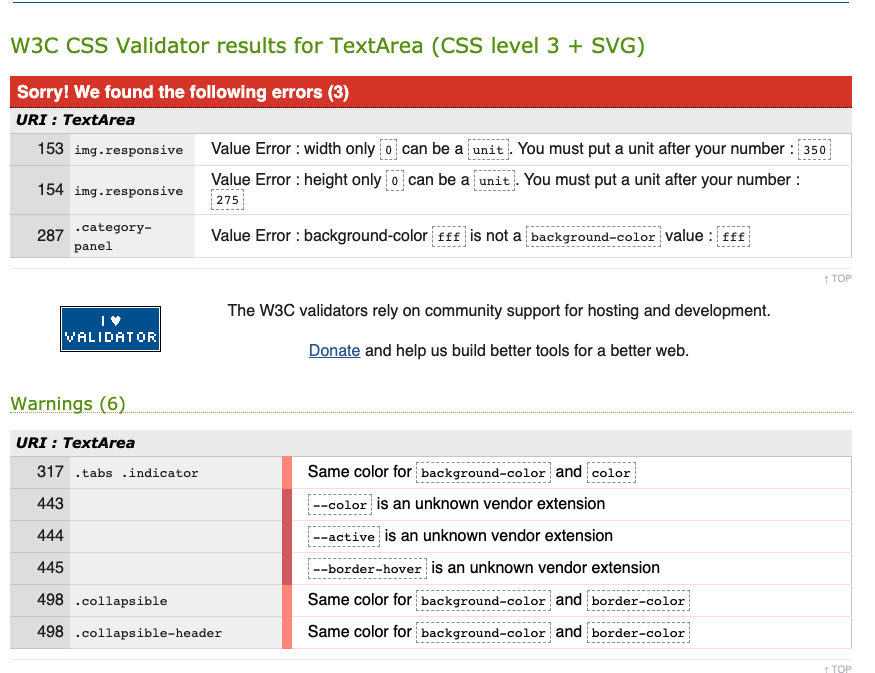 W3C CSS Validator results for TextArea (CSS level 3 + SVG)
Sorry! We found the following errors (3)
URI : TextArea
153 img.responsive Value Error : width only 0 can be a unit. You must put a unit after your number : 350
154 img.responsive Value Error : height only 0 can be a unit. You must put a unit after your number :
275
287 .category-
panel Value Error : background-color fff is not a background-color value : fff
↑ TOP
I ♥
VALIDATOR
The W3C validators rely on community support for hosting and development.
Donate and help us build better tools for a better web.
Warnings (6)
URI : TextArea
317 .tabs .indicator Same color for background-color and color
443 --color is an unknown vendor extension
444 --active is an unknown vendor extension
445 --border-hover is an unknown vendor extension
498 .collapsible Same color for background-color and border-color
498 .collapsible-header Same color for background-color and border-color
↑ TOP